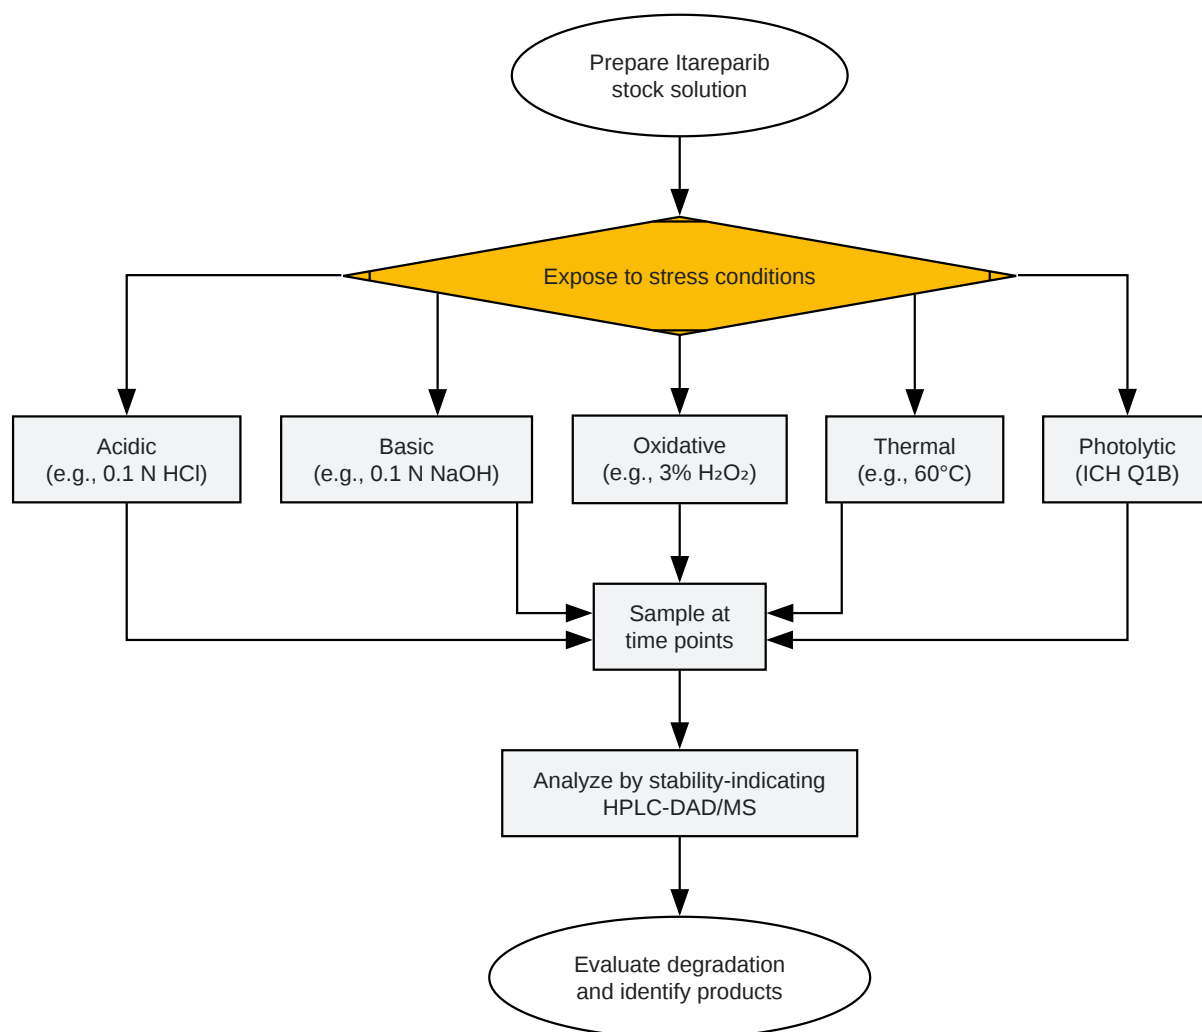 Prepare Itareparib
stock solution
Expose to stress conditions
Acidic
(e.g., 0.1 N HCl)
Basic
(e.g., 0.1 N NaOH)
Oxidative
(e.g., 3% H₂O₂)
Thermal
(e.g., 60°C)
Photolytic
(ICH Q1B)
Sample at
time points
Analyze by stability-indicating
HPLC-DAD/MS
Evaluate degradation
and identify products